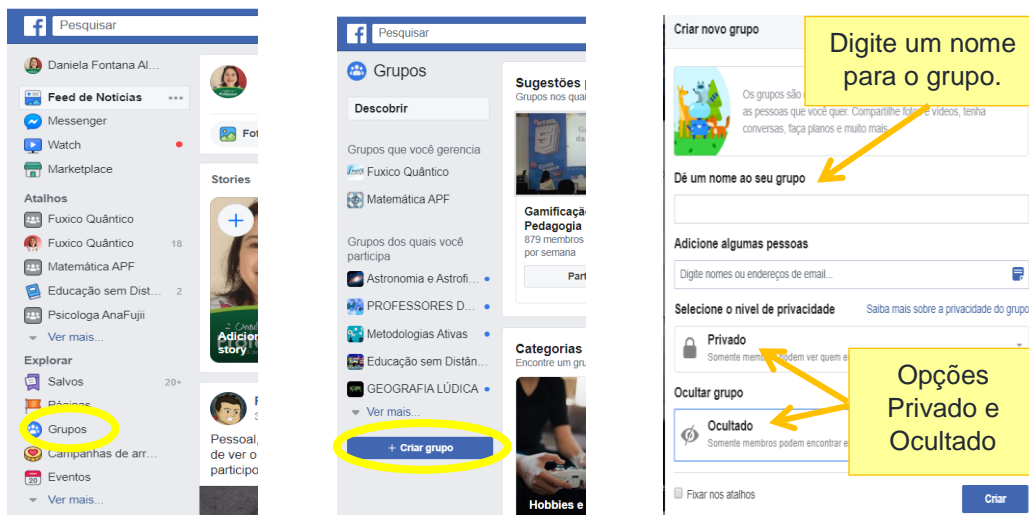 Pesquisar
Daniela Fontana Al...
Feed de Notícias
Messenger
Watch
Marketplace
Atalhos
Fuxico Quântico
Fuxico Quântico 18
Matemática APF
Educação sem Dist... 2
Psicologa AnaFujii
Ver mais...
Explorar
Salvos 20+
Páginas
Grupos
Campanhas de arr...
Eventos
Ver mais...
Fot
Stories
Adicion
story
Pessoal,
de ver o
participo
Pesquisar
Grupos
Descobrir
Grupos que você gerencia
Fuxico Quântico
Matemática APF
Grupos dos quais você
participa
Astronomia e Astrofi...
PROFESSORES D...
Metodologias Ativas
Educação sem Distân...
GEOGRAFIA LÚDICA
Ver mais...
+ Criar grupo
Sugestões
Grupos nos quai
Gamificaçã
Pedagogia
879 membros
por semana
Part
Categorias
Encontre um gru
Hobbies e
Criar novo grupo
Digite um nome
para o grupo.
Os grupos são
as pessoas que você quer. Compartilhe fotos e vídeos, tenha
conversas, faça planos e muito mais.
Dê um nome ao seu grupo
Adicione algumas pessoas
Digite nomes ou endereços de email...
Selecione o nível de privacidade Saiba mais sobre a privacidade do grupo
Privado
Somente membros podem ver quem e
Ocultar grupo
Ocultado
Somente membros podem encontrar e
Opções
Privado e
Ocultado
Fixar nos atalhos
Criar